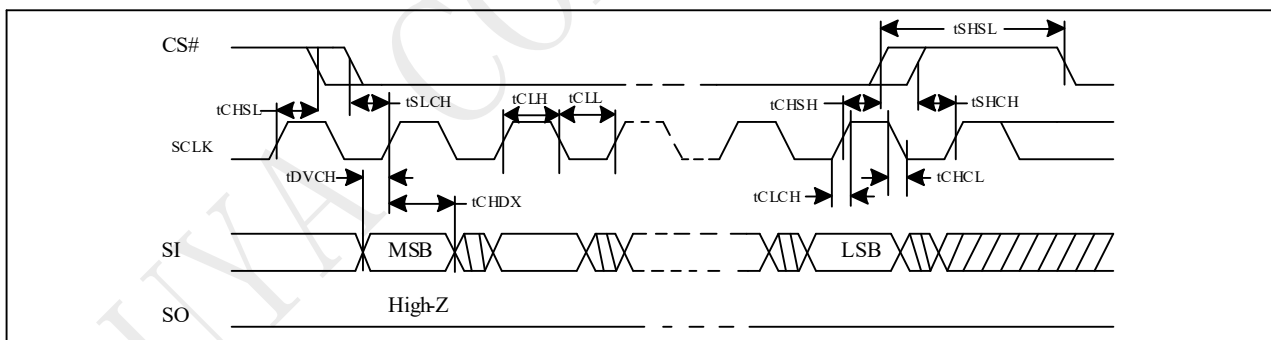 CS#
tSHSL
tCHSL
tSLCH
tCLH
tCLL
tCHSH
tSHCH
SCLK
tDVCH
tCHDX
tCLCH
tCHCL
SI
MSB
LSB
SO
High-Z